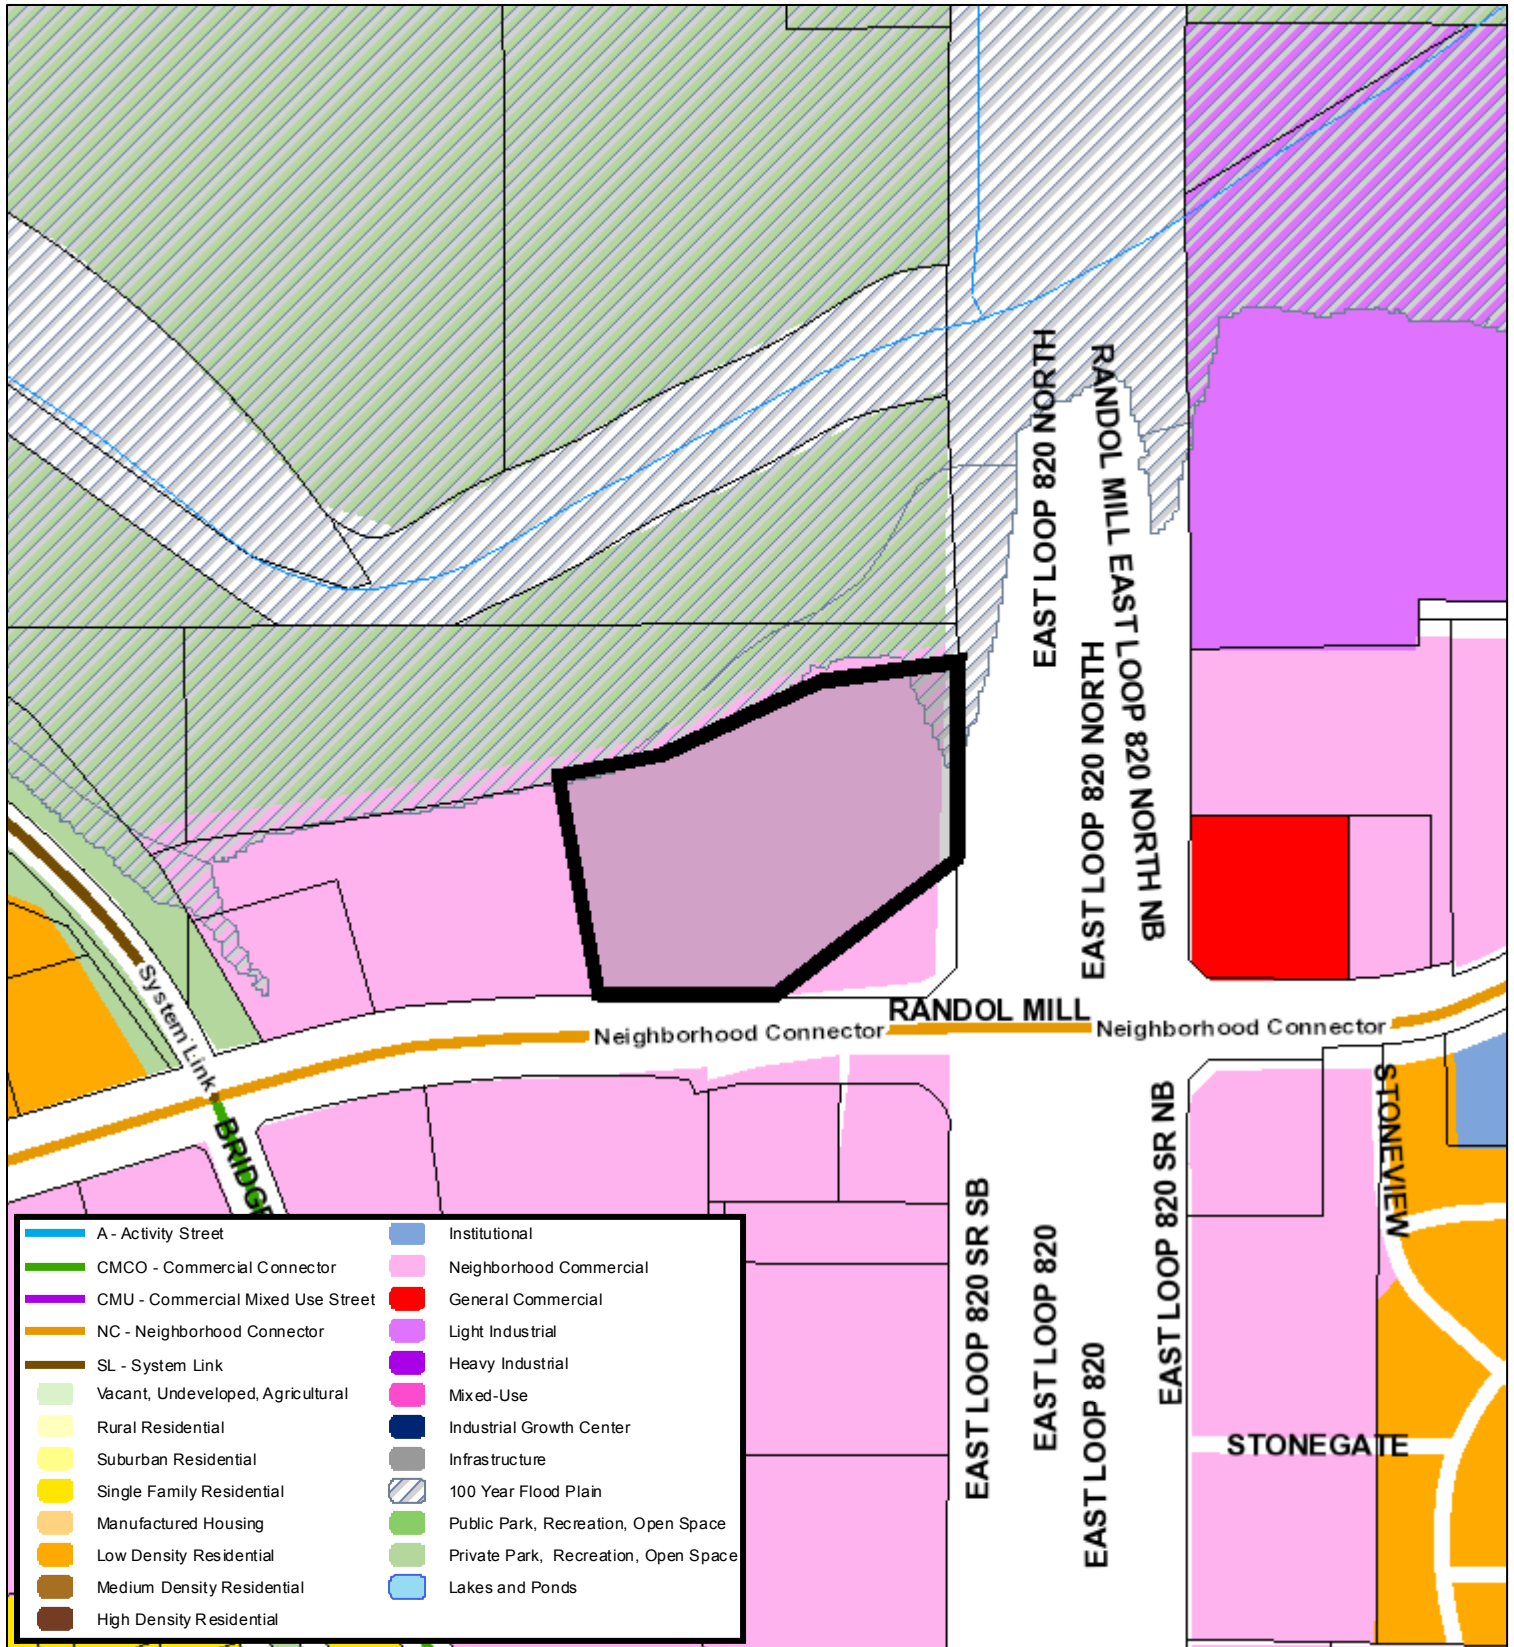 EAST LOOP 820 NORTH
RANDOL MILL EAST LOOP 820 NORTH NB
EAST LOOP 820 NORTH
System Link
RANDOL MILL
Neighborhood Connector
Neighborhood Connector
BRIDGE
STONEVIEW
EAST LOOP 820 SR NB
EAST LOOP 820 SR SB
EAST LOOP 820
EAST LOOP 820
STONEGATE
A - Activity Street
CMCO - Commercial Connector
CMU - Commercial Mixed Use Street
NC - Neighborhood Connector
SL - System Link
Vacant, Undeveloped, Agricultural
Rural Residential
Suburban Residential
Single Family Residential
Manufactured Housing
Low Density Residential
Medium Density Residential
High Density Residential
Institutional
Neighborhood Commercial
General Commercial
Light Industrial
Heavy Industrial
Mixed-Use
Industrial Growth Center
Infrastructure
100 Year Flood Plain
Public Park, Recreation, Open Space
Private Park, Recreation, Open Space
Lakes and Ponds